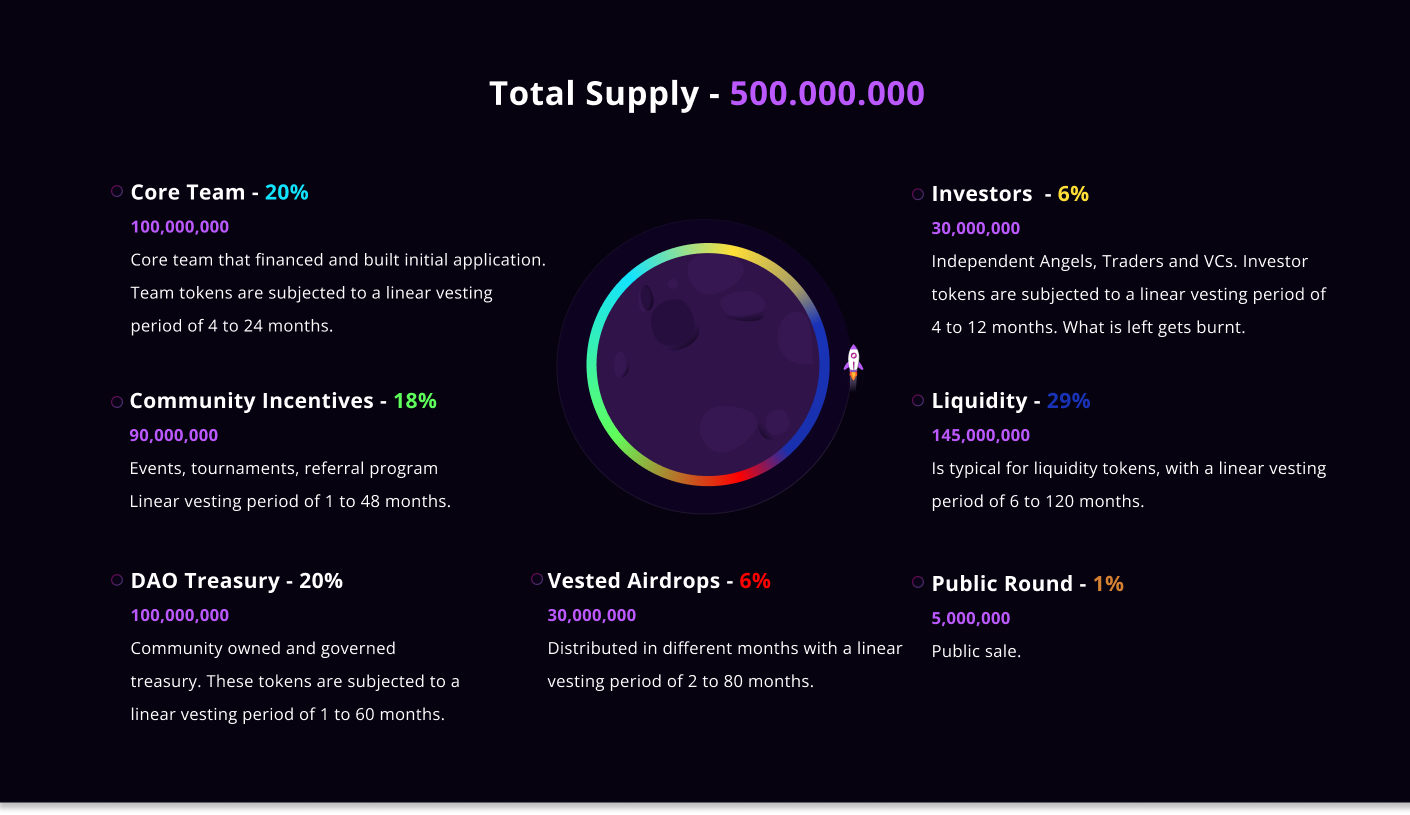 Total Supply - 500.000.000
Core Team - 20%
100,000,000
Core team that financed and built initial application.
Team tokens are subjected to a linear vesting
period of 4 to 24 months.
Investors - 6%
30,000,000
Independent Angels, Traders and VCs. Investor
tokens are subjected to a linear vesting period of
4 to 12 months. What is left gets burnt.
Community Incentives - 18%
90,000,000
Events, tournaments, referral program
Linear vesting period of 1 to 48 months.
Liquidity - 29%
145,000,000
Is typical for liquidity tokens, with a linear vesting
period of 6 to 120 months.
DAO Treasury - 20%
100,000,000
Community owned and governed
treasury. These tokens are subjected to a
linear vesting period of 1 to 60 months.
Vested Airdrops - 6%
30,000,000
Distributed in different months with a linear
vesting period of 2 to 80 months.
Public Round - 1%
5,000,000
Public sale.